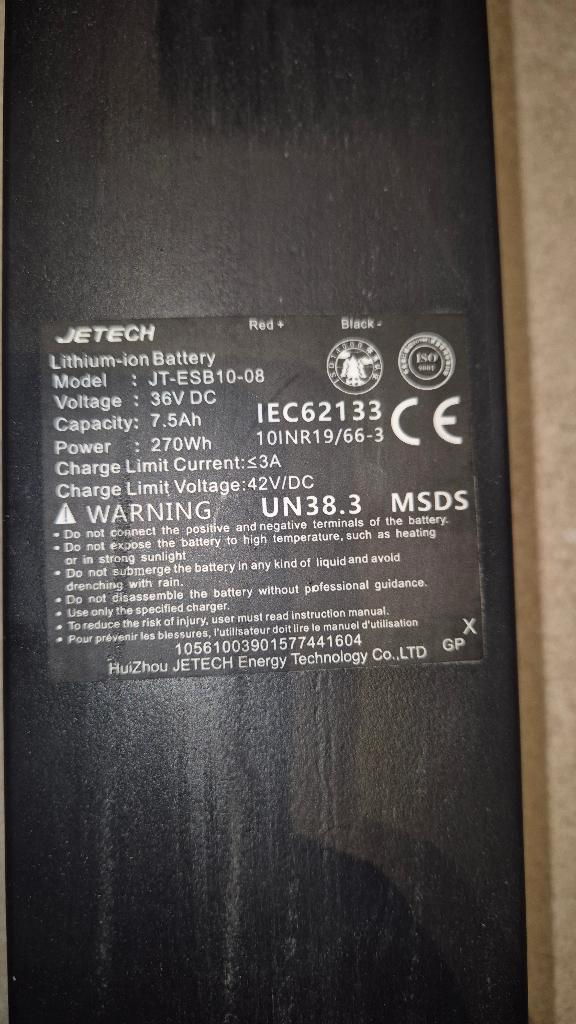 JETECH
Red + Black -
Lithium-ion Battery
Model : JT-ESB10-08
Voltage : 36V DC
Capacity: 7.5Ah
Power : 270Wh
IEC62133
10INR19/66-3
CE
ISO
9001
Charge Limit Current:≤3A
Charge Limit Voltage:42V/DC
WARNING UN38.3 MSDS
• Do not connect the positive and negative terminals of the battery.
• Do not expose the battery to high temperature, such as heating
or in strong sunlight
• Do not submerge the battery in any kind of liquid and avoid
drenching with rain.
• Do not disassemble the battery without pofessional guidance.
• Use only the specified charger.
• To reduce the risk of injury, user must read instruction manual.
• Pour prévenir les blessures, l'utilisateur doit lire le manuel d'utilisation
10561003901577441604
X
HuiZhou JETECH Energy Technology Co.,LTD GP